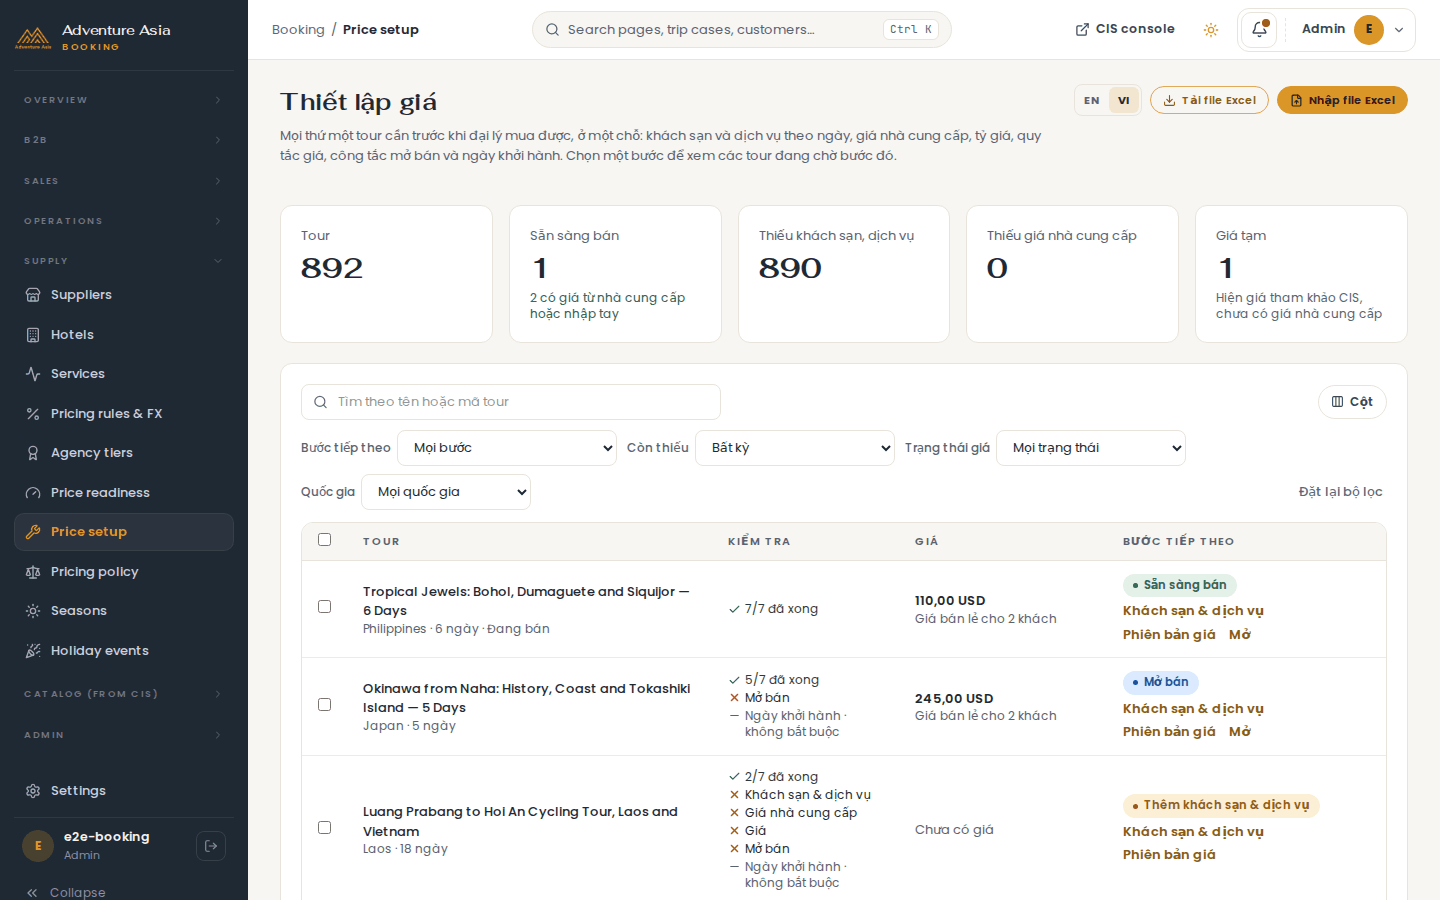 Adventure Asia
BOOKING
Adventure Asia
OVERVIEW
B2B
SALES
OPERATIONS
SUPPLY
Suppliers
Hotels
Services
Pricing rules & FX
Agency tiers
Price readiness
Price setup
Pricing policy
Seasons
Holiday events
CATALOG (FROM CIS)
ADMIN
Settings
E
e2e-booking
Admin
Collapse
Booking / Price setup
Search pages, trip cases, customers...
Ctrl K
CIS console
Admin
E
Thiết lập giá
EN
VI
Tải file Excel
Nhập file Excel
Mọi thứ một tour cần trước khi đại lý mua được, ở một chỗ: khách sạn và dịch vụ theo ngày, giá nhà cung cấp, tỷ giá, quy
tắc giá, công tắc mở bán và ngày khởi hành. Chọn một bước để xem các tour đang chờ bước đó.
Tour
892
Sẵn sàng bán
1
2 có giá từ nhà cung cấp
hoặc nhập tay
Thiếu khách sạn, dịch vụ
890
Thiếu giá nhà cung cấp
0
Giá tạm
1
Hiện giá tham khảo CIS,
chưa có giá nhà cung cấp
Tìm theo tên hoặc mã tour
Cột
Bước tiếp theo
Mọi bước
Còn thiếu
Bất kỳ
Trạng thái giá
Mọi trạng thái
Quốc gia
Mọi quốc gia
Đặt lại bộ lọc
TOUR
KIỂM TRA
GIÁ
BƯỚC TIẾP THEO
Tropical Jewels: Bohol, Dumaguete and Siquijor —
6 Days
Philippines · 6 ngày · Đang bán
7/7 đã xong
110,00 USD
Giá bán lẻ cho 2 khách
Sẵn sàng bán
Khách sạn & dịch vụ
Phiên bản giá Mở
Okinawa from Naha: History, Coast and Tokashiki
Island — 5 Days
Japan · 5 ngày
5/7 đã xong
Mở bán
Ngày khởi hành ·
không bắt buộc
245,00 USD
Giá bán lẻ cho 2 khách
Mở bán
Khách sạn & dịch vụ
Phiên bản giá Mở
Luang Prabang to Hoi An Cycling Tour, Laos and
Vietnam
Laos · 18 ngày
2/7 đã xong
Khách sạn & dịch vụ
Giá nhà cung cấp
Giá
Mở bán
Ngày khởi hành ·
không bắt buộc
Chưa có giá
Thêm khách sạn & dịch vụ
Khách sạn & dịch vụ
Phiên bản giá